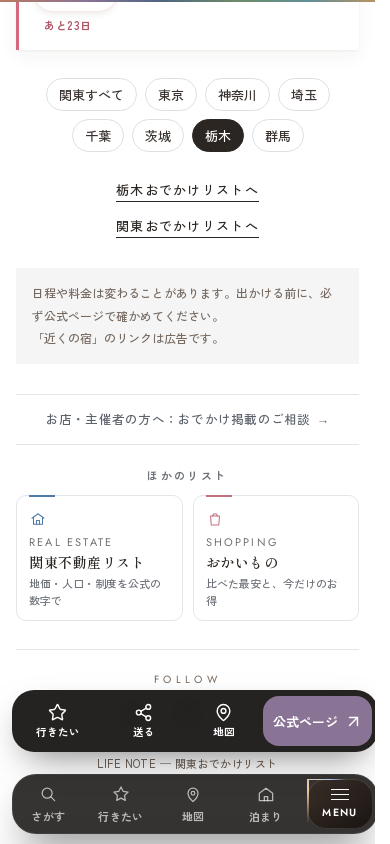 あと23日
関東すべて 東京 神奈川 埼玉
千葉 茨城 栃木 群馬
栃木おでかけリストへ
関東おでかけリストへ
日程や料金は変わることがあります。出かける前に、必
ず公式ページで確かめてください。
「近くの宿」のリンクは広告です。
お店・主催者の方へ：おでかけ掲載のご相談 →
ほかのリスト
REAL ESTATE
関東不動産リスト
地価・人口・制度を公式の
数字で
SHOPPING
おかいもの
比べた最安と、今だけのお
得
FOLLOW
行きたい 送る 地図 公式ページ
LIFE NOTE — 関東おでかけリスト
さがす 行きたい 地図 泊まり MENU